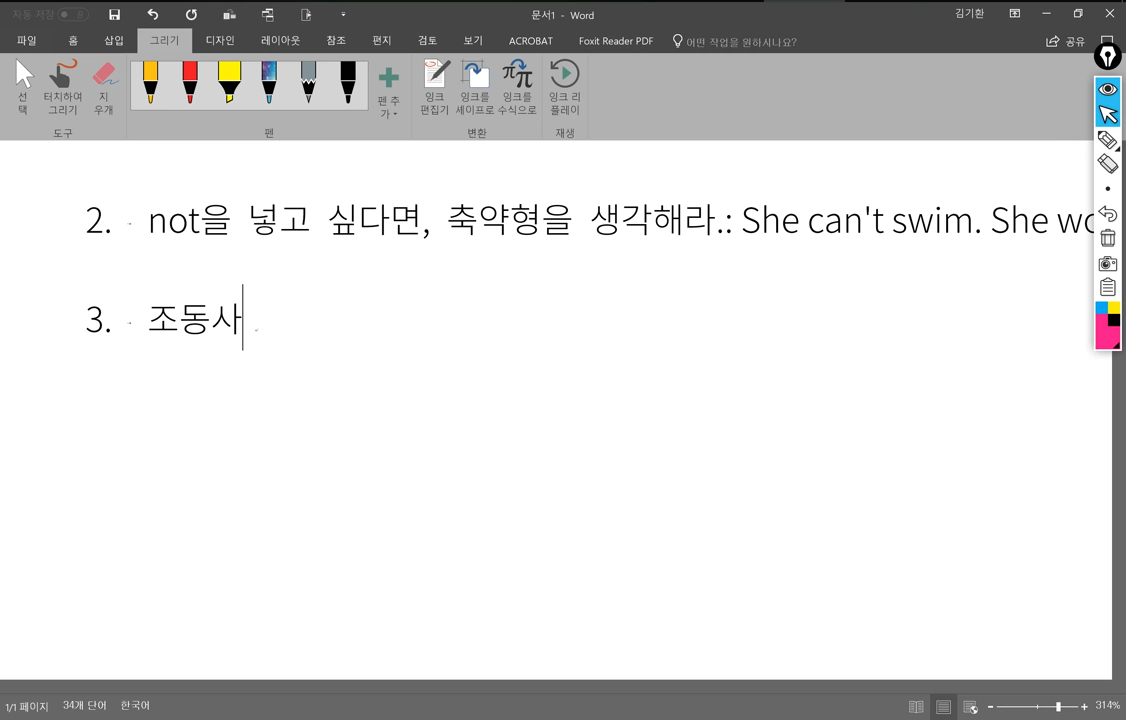 자동 저장 문서1 - Word 김기환
파일 홈 삽입 그리기 디자인 레이아웃 참조 편지 검토 보기 ACROBAT Foxit Reader PDF 어떤 작업을 원하시나요? 공유
선택 터치하여 그리기 지우개 펜 추가 잉크 편집기 잉크를 셰이프로 잉크를 수식으로 잉크 리플레이
도구 펜 변환 재생
2. not을 넣고 싶다면, 축약형을 생각해라.: She can't swim. She wo
3. 조동사
1/1 페이지 34개 단어 한국어 314%